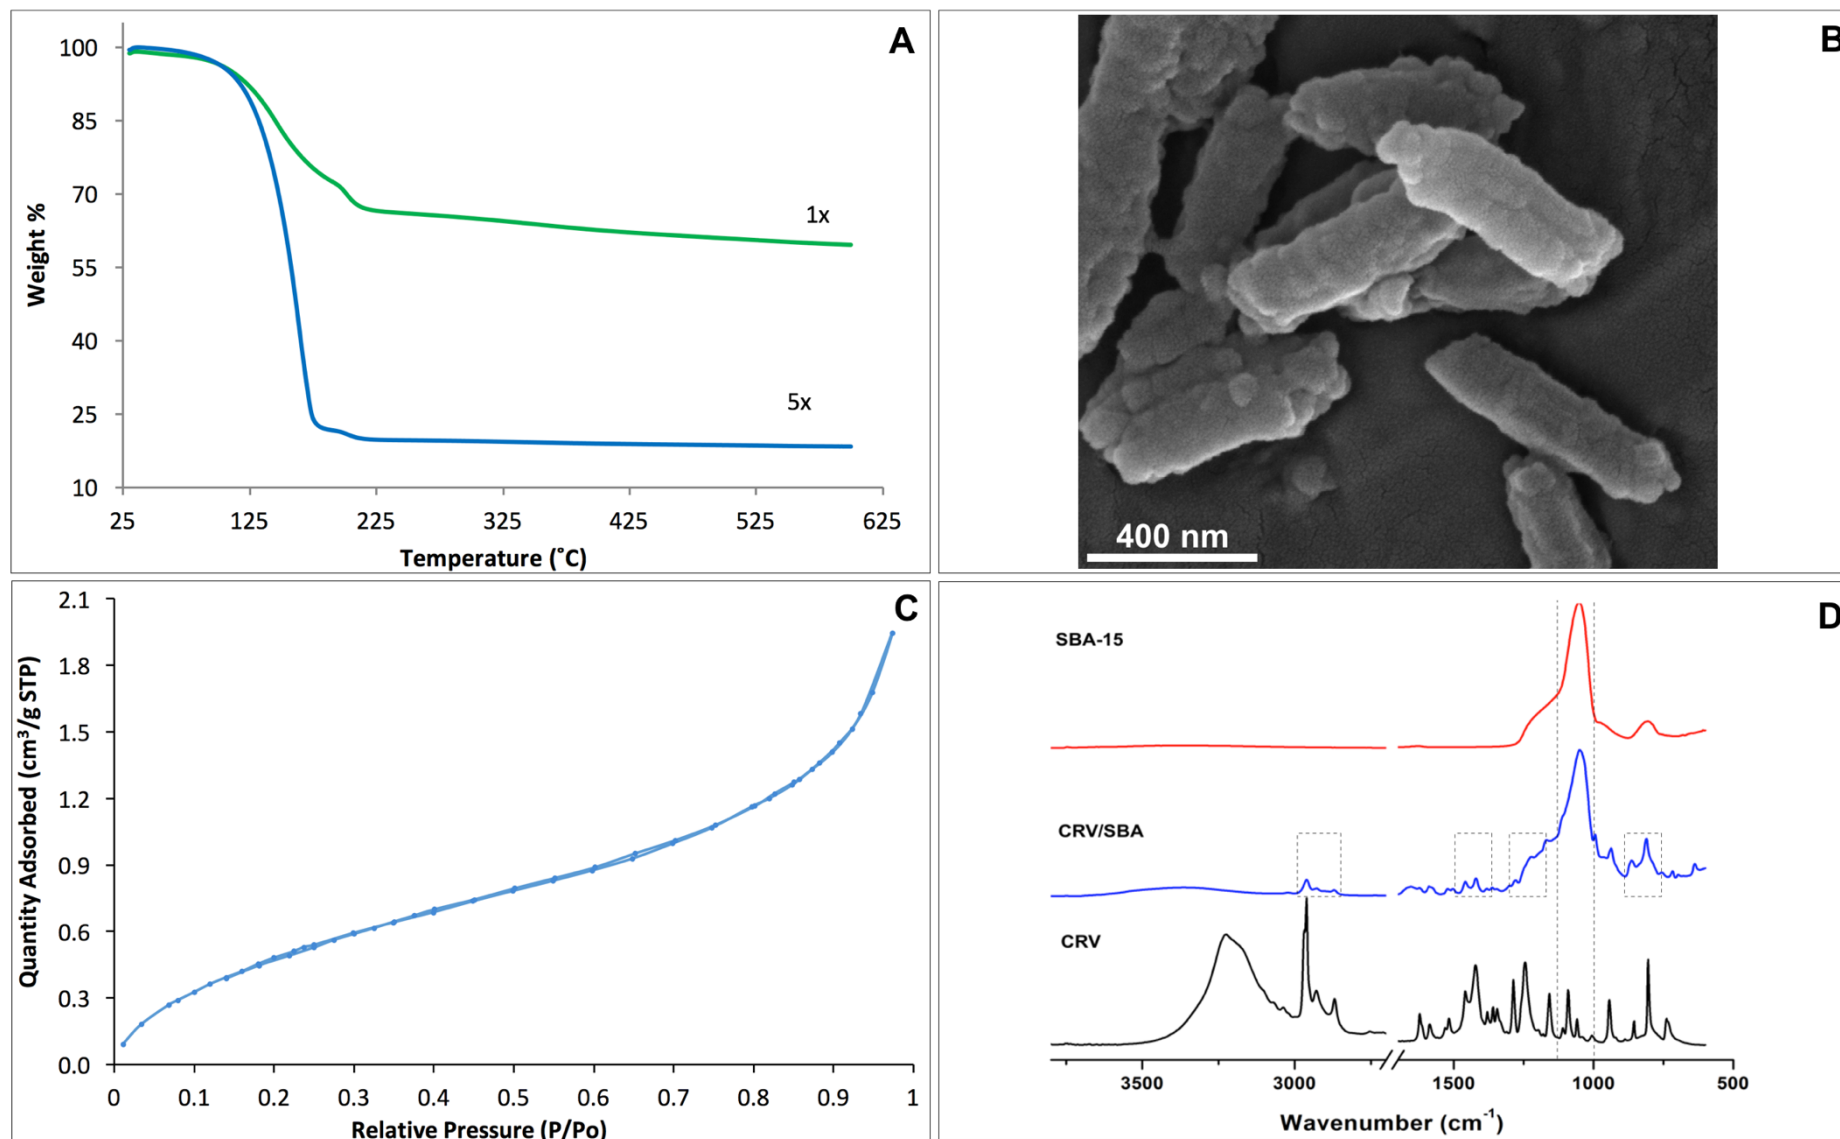 A
100
85
70
55
40
25
10
Weight %
1x
5x
25 125 225 325 425 525 625
Temperature (˚C)
B
400 nm
C
2.1
1.8
1.5
1.2
0.9
0.6
0.3
0.0
Quantity Adsorbed (cm³/g STP)
0 0.1 0.2 0.3 0.4 0.5 0.6 0.7 0.8 0.9 1
Relative Pressure (P/Po)
D
SBA-15
CRV/SBA
CRV
3500 3000 1500 1000 500
Wavenumber (cm⁻¹)